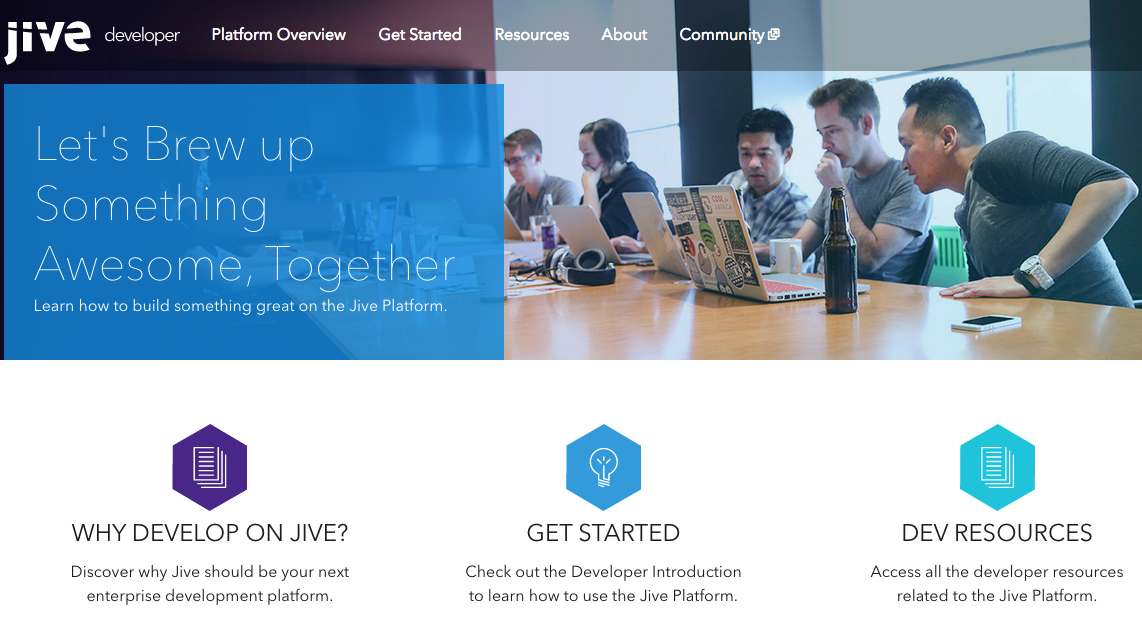 jive developer Platform Overview Get Started Resources About Community
Let's Brew up
Something
Awesome, Together
Learn how to build something great on the Jive Platform.
CODE for AMERICA
WHY DEVELOP ON JIVE?
Discover why Jive should be your next
enterprise development platform.
GET STARTED
Check out the Developer Introduction
to learn how to use the Jive Platform.
DEV RESOURCES
Access all the developer resources
related to the Jive Platform.